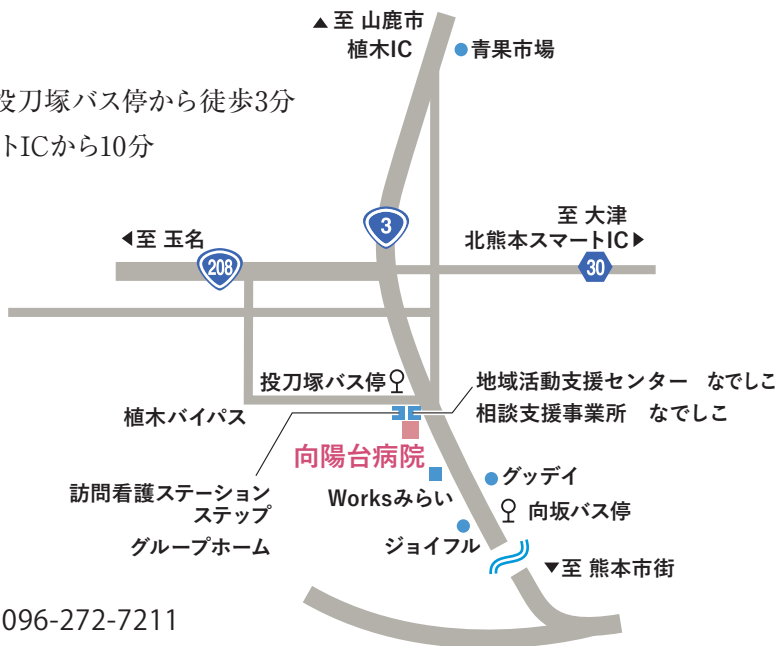 ▲至 山鹿市
植木IC
青果市場
投刀塚バス停から徒歩3分
トICから10分
3
至 大津
北熊本スマートIC▶
◀至 玉名
208
30
投刀塚バス停
地域活動支援センター なでしこ
相談支援事業所 なでしこ
植木バイパス
向陽台病院
訪問看護ステーション
ステップ
グループホーム
Worksみらい
グッデイ
向坂バス停
ジョイフル
▼至 熊本市街
096-272-7211